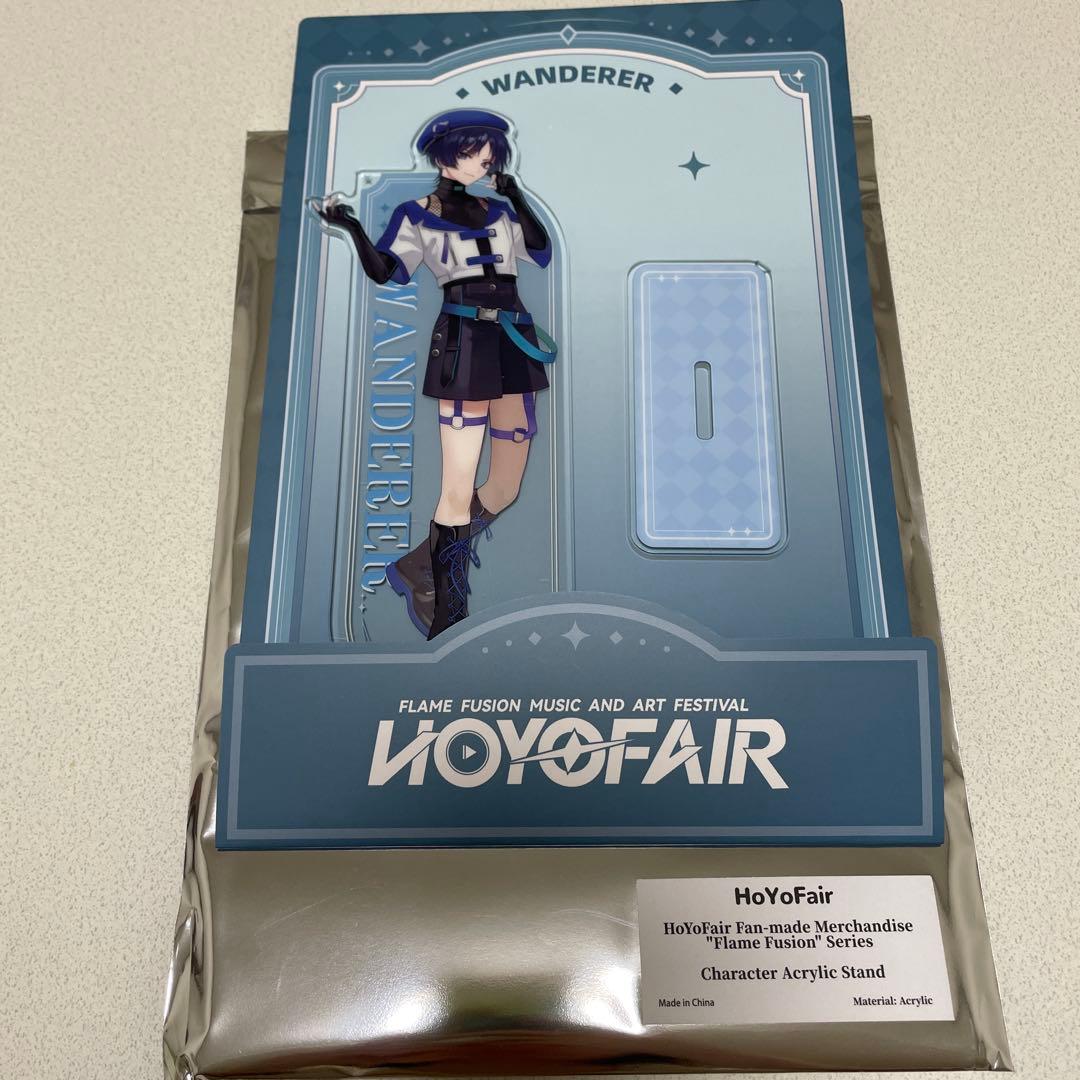 WANDERER
WANDERER
FLAME FUSION MUSIC AND ART FESTIVAL
HOYOFAIR
HoYoFair
HoYoFair Fan-made Merchandise
"Flame Fusion" Series
Character Acrylic Stand
Made in China
Material: Acrylic